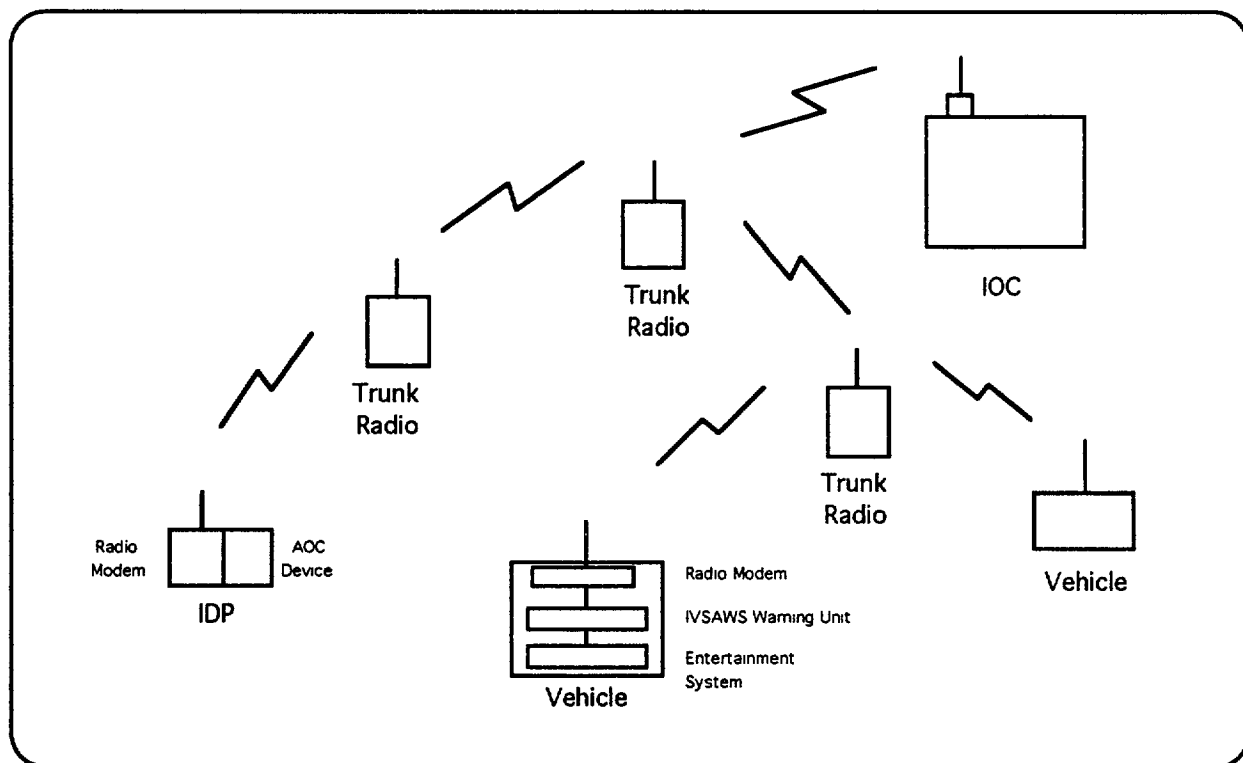 IOC
Trunk
Radio
Trunk
Radio
Trunk
Radio
Radio
Modem
AOC
Device
IDP
Vehicle
Radio Modem
IVSAWS Warning Unit
Entertainment
System
Vehicle